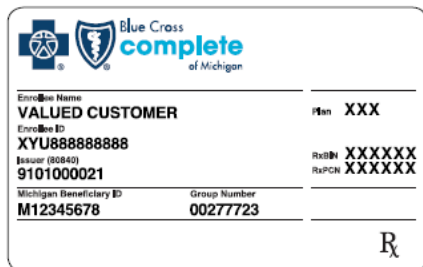 Blue Cross
complete
of Michigan
Enrollee Name
VALUED CUSTOMER
Plan XXX
Enrollee ID
XYU888888888
Issuer (80840)
9101000021
RxBIN XXXXXX
RxPCN XXXXXX
Michigan Beneficiary ID Group Number
M12345678 00277723
Rx